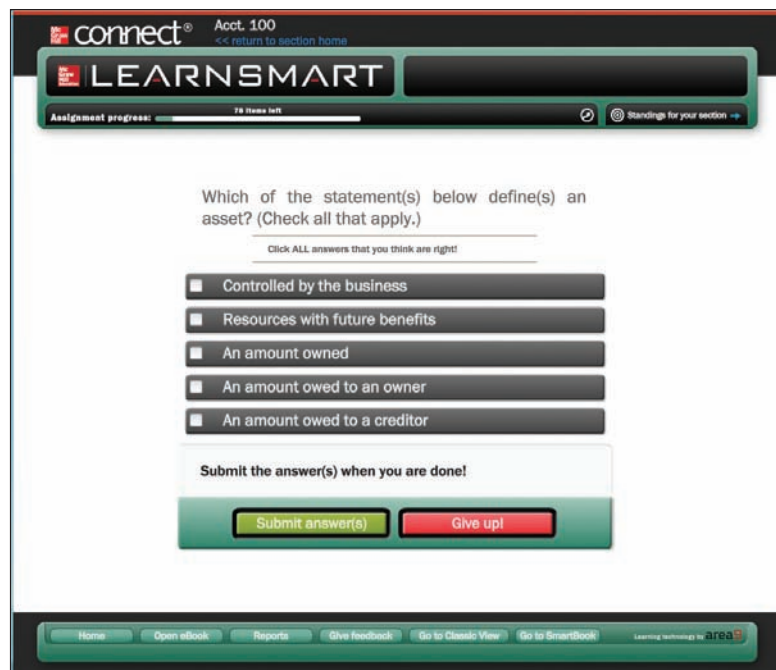 Mc
Graw
Hill
Education
connect®
Acct. 100
<< return to section home
LEARNSMART
Assignment progress:
78 Items left
Standings for your section
Which of the statement(s) below define(s) an
asset? (Check all that apply.)
Click ALL answers that you think are right!
Controlled by the business
Resources with future benefits
An amount owned
An amount owed to an owner
An amount owed to a creditor
Submit the answer(s) when you are done!
Submit answer(s)
Give up!
Home
Open eBook
Reports
Give feedback
Go to Classic View
Go to SmartBook
Learning technology by area9